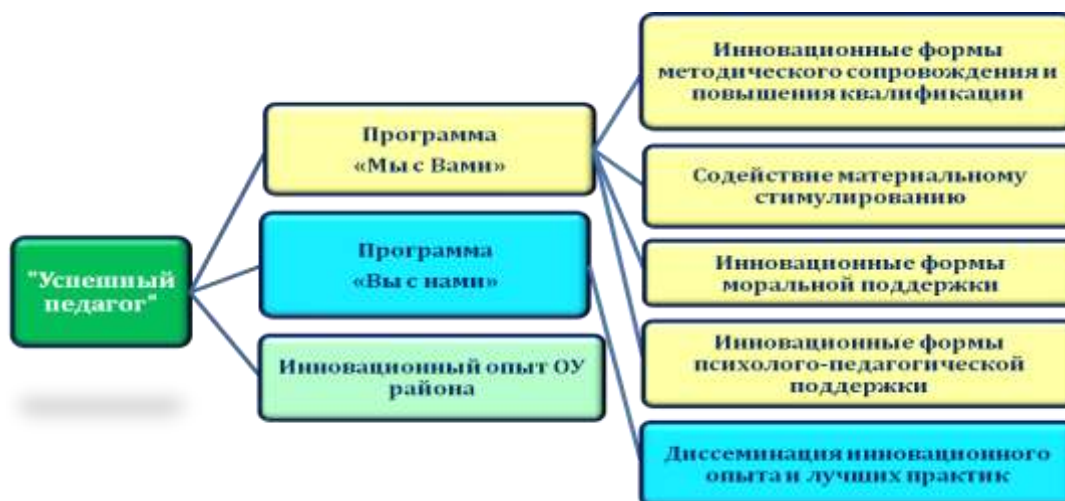 "Успешный
педагог"
Программа
«Мы с Вами»
Программа
«Вы с нами»
Инновационный опыт ОУ
района
Инновационные формы
методического сопровождения и
повышения квалификации
Содействие материальному
стимулированию
Инновационные формы
моральной поддержки
Инновационные формы
психолого-педагогической
поддержки
Диссеминация инновационного
опыта и лучших практик